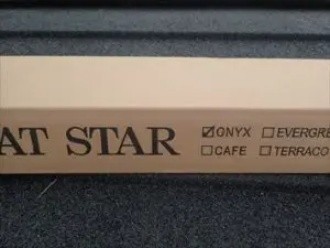 AT STAR
☑ONYX ☐EVERGRE
☐CAFE ☐TERRACO